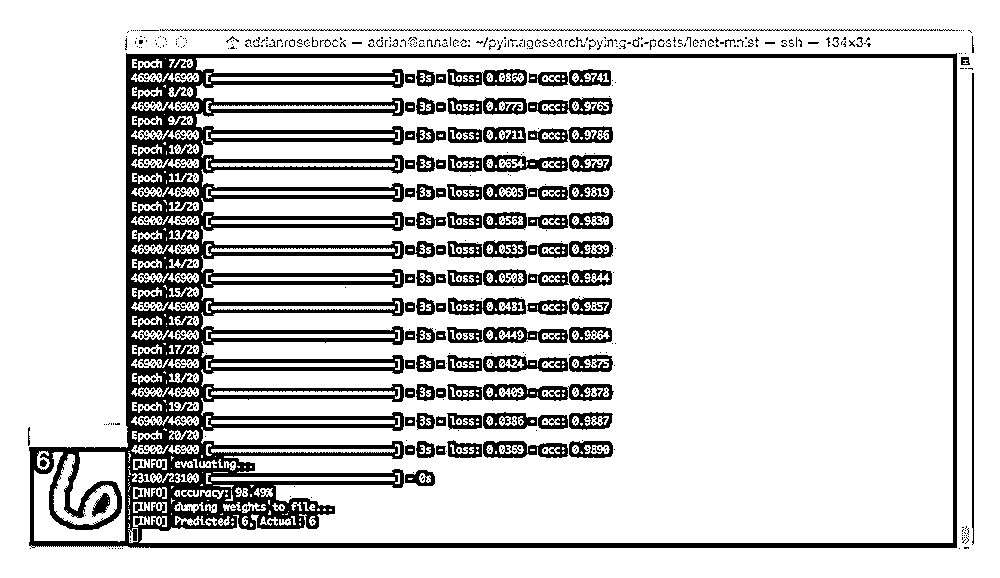 adrianrosebrock — adrian@annalee: ~/pyimagesearch/pyimg-dl-posts/lenet-mnist — ssh — 134x34
Epoch 7/20
46900/46900 [==============================] - 3s - loss: 0.0860 - acc: 0.9741
Epoch 8/20
46900/46900 [==============================] - 3s - loss: 0.0773 - acc: 0.9765
Epoch 9/20
46900/46900 [==============================] - 3s - loss: 0.0711 - acc: 0.9786
Epoch 10/20
46900/46900 [==============================] - 3s - loss: 0.0654 - acc: 0.9797
Epoch 11/20
46900/46900 [==============================] - 3s - loss: 0.0605 - acc: 0.9819
Epoch 12/20
46900/46900 [==============================] - 3s - loss: 0.0568 - acc: 0.9830
Epoch 13/20
46900/46900 [==============================] - 3s - loss: 0.0535 - acc: 0.9839
Epoch 14/20
46900/46900 [==============================] - 3s - loss: 0.0508 - acc: 0.9844
Epoch 15/20
46900/46900 [==============================] - 3s - loss: 0.0481 - acc: 0.9857
Epoch 16/20
46900/46900 [==============================] - 3s - loss: 0.0449 - acc: 0.9864
Epoch 17/20
46900/46900 [==============================] - 3s - loss: 0.0424 - acc: 0.9875
Epoch 18/20
46900/46900 [==============================] - 3s - loss: 0.0409 - acc: 0.9878
Epoch 19/20
46900/46900 [==============================] - 3s - loss: 0.0386 - acc: 0.9887
Epoch 20/20
46900/46900 [==============================] - 3s - loss: 0.0369 - acc: 0.9890
[INFO] evaluating...
23100/23100 [==============================] - 0s
[INFO] accuracy: 98.49%
[INFO] dumping weights to file...
[INFO] Predicted: 6, Actual: 6
6
6